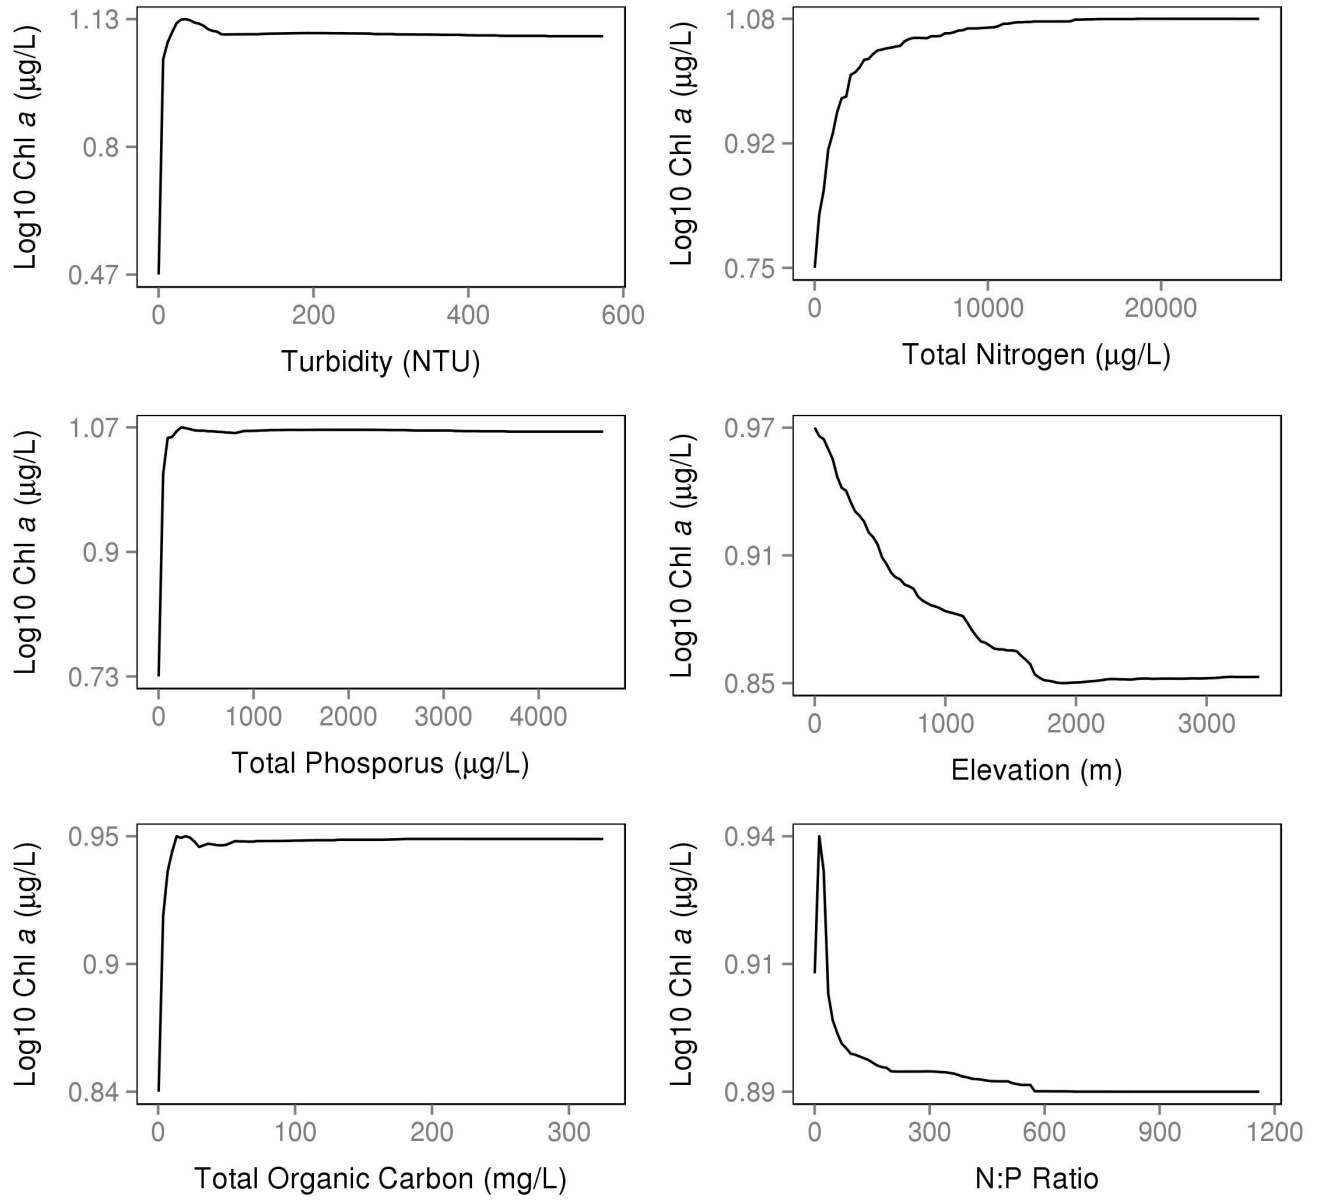 1.13
0.8
0.47
Log10 Chl a (µg/L)
0 200 400 600
Turbidity (NTU)
1.08
0.92
0.75
Log10 Chl a (µg/L)
0 10000 20000
Total Nitrogen (µg/L)
1.07
0.9
0.73
Log10 Chl a (µg/L)
0 1000 2000 3000 4000
Total Phosporus (µg/L)
0.97
0.91
0.85
Log10 Chl a (µg/L)
0 1000 2000 3000
Elevation (m)
0.95
0.9
0.84
Log10 Chl a (µg/L)
0 100 200 300
Total Organic Carbon (mg/L)
0.94
0.91
0.89
Log10 Chl a (µg/L)
0 300 600 900 1200
N:P Ratio